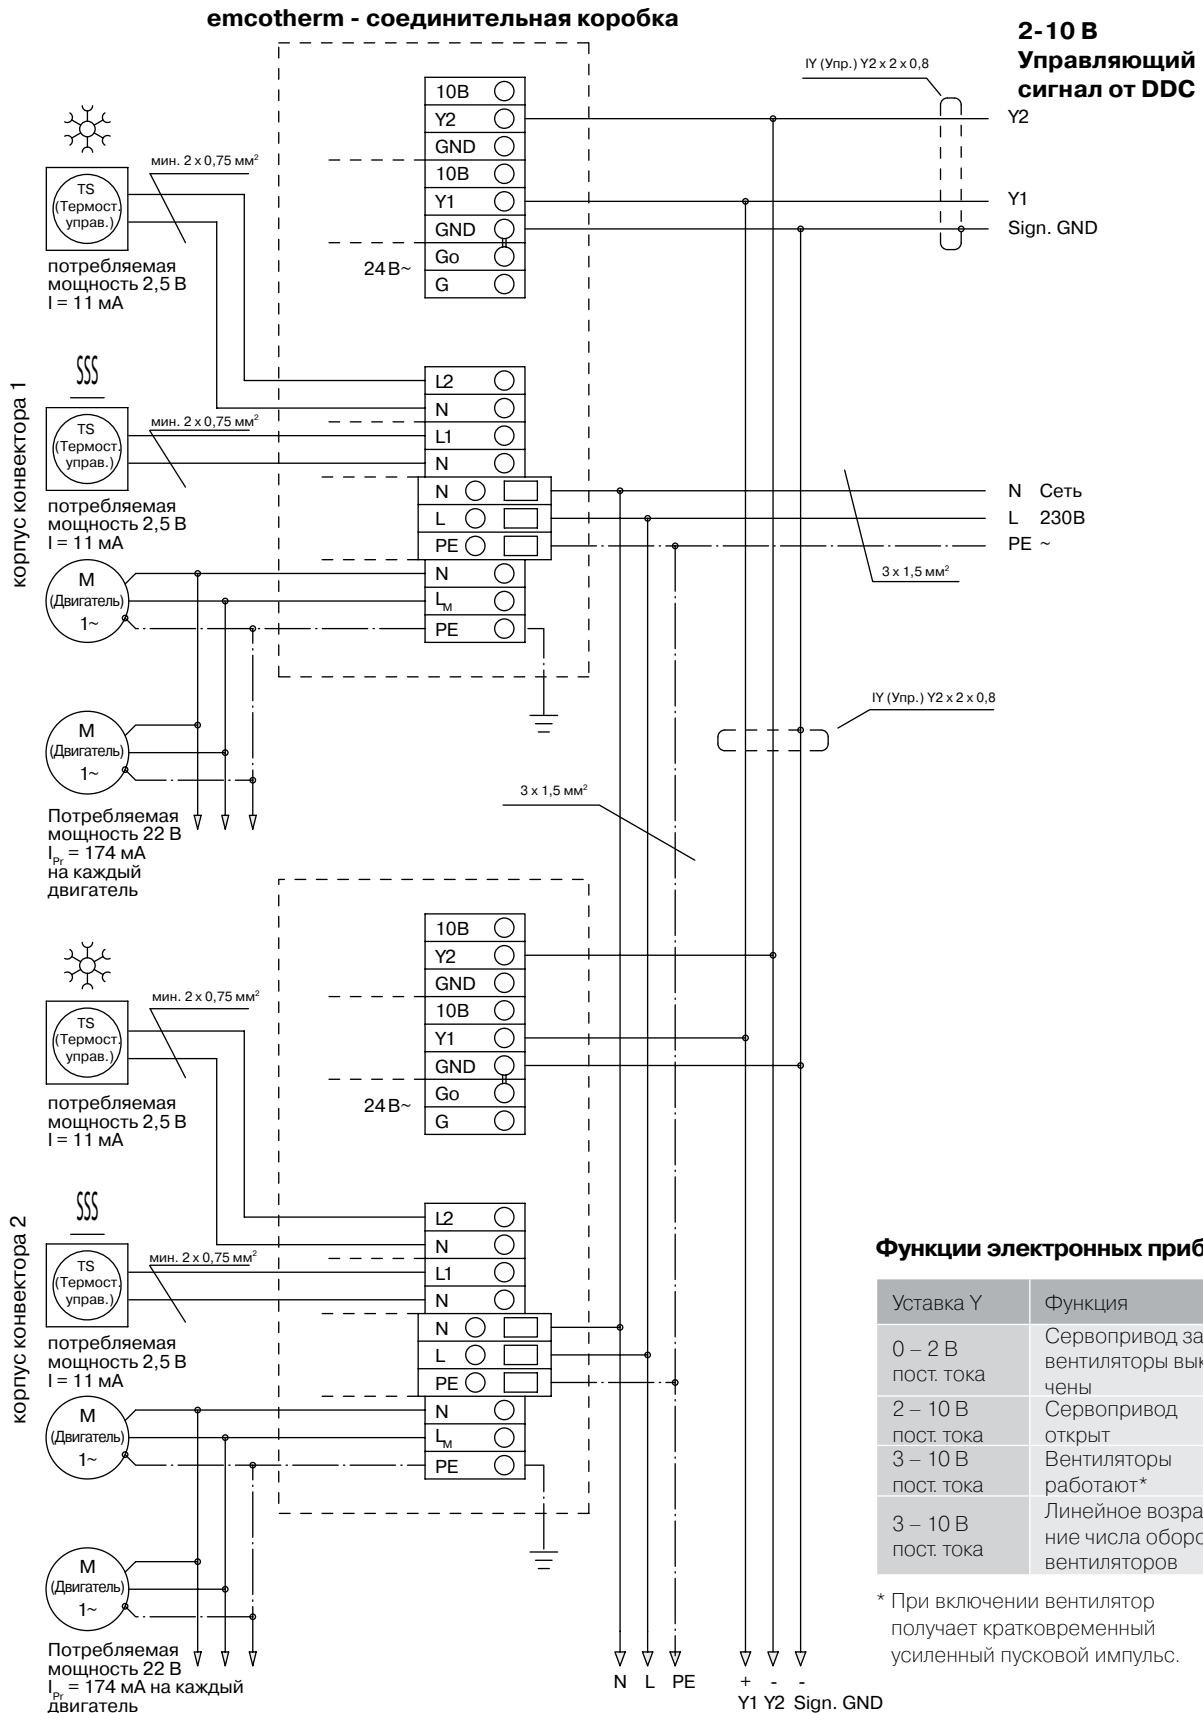 emcotherm - соединительная коробка
2-10 В
Управляющий
сигнал от DDC
IY (Упр.) Y2 x 2 x 0,8
10В
Y2
GND
10В
Y1
GND
Go
G
24В~
Y2
Y1
Sign. GND
мин. 2 x 0,75 мм²
TS
(Термост.
управ.)
потребляемая
мощность 2,5 В
I = 11 мА
корпус конвектора 1
мин. 2 x 0,75 мм²
TS
(Термост.
управ.)
потребляемая
мощность 2,5 В
I = 11 мА
L2
N
L1
N
N
L
PE
N
Lм
PE
N Сеть
L 230В
PE ~
3 x 1,5 мм²
М
(Двигатель)
1~
М
(Двигатель)
1~
Потребляемая
мощность 22 В
IPr = 174 мА
на каждый
двигатель
IY (Упр.) Y2 x 2 x 0,8
3 x 1,5 мм²
10В
Y2
GND
10В
Y1
GND
Go
G
24В~
мин. 2 x 0,75 мм²
TS
(Термост.
управ.)
потребляемая
мощность 2,5 В
I = 11 мА
корпус конвектора 2
мин. 2 x 0,75 мм²
TS
(Термост.
управ.)
потребляемая
мощность 2,5 В
I = 11 мА
L2
N
L1
N
N
L
PE
N
Lм
PE
М
(Двигатель)
1~
М
(Двигатель)
1~
Потребляемая
мощность 22 В
IPr = 174 мА на каждый
двигатель
N L PE
+ - -
Y1 Y2 Sign. GND
Функции электронных
Уставка Y
Функция
0 – 2 В
пост. тока
Сервопривод
вентиляторы
чены
2 – 10 В
пост. тока
Сервопривод
открыт
3 – 10 В
пост. тока
Вентиляторы
работают*
3 – 10 В
пост. тока
Линейное
ние числа
вентиляторов
* При включении вентилятор
получает кратковременный
усиленный пусковой импульс.